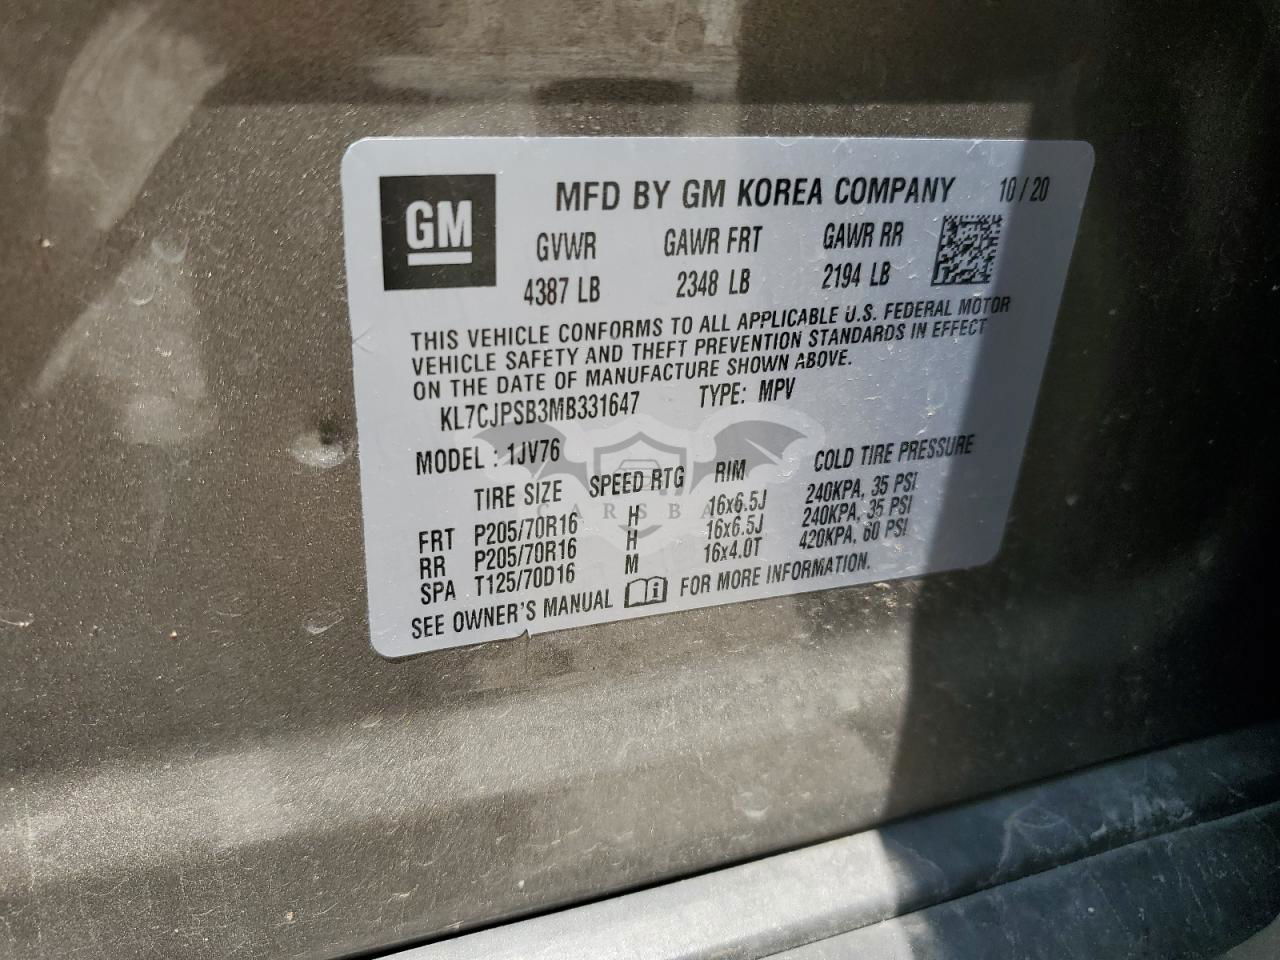 GM
MFD BY GM KOREA COMPANY 10 / 20
GVWR GAWR FRT GAWR RR
4387 LB 2348 LB 2194 LB
THIS VEHICLE CONFORMS TO ALL APPLICABLE U.S. FEDERAL MOTOR
VEHICLE SAFETY AND THEFT PREVENTION STANDARDS IN EFFECT
ON THE DATE OF MANUFACTURE SHOWN ABOVE.
KL7CJPSB3MB331647 TYPE: MPV
MODEL : 1JV76
TIRE SIZE SPEED RTG RIM COLD TIRE PRESSURE
FRT P205/70R16 H 16x6.5J 240KPA, 35 PSI
RR P205/70R16 H 16x6.5J 240KPA, 35 PSI
SPA T125/70D16 M 16x4.0T 420KPA, 60 PSI
SEE OWNER'S MANUAL i FOR MORE INFORMATION.